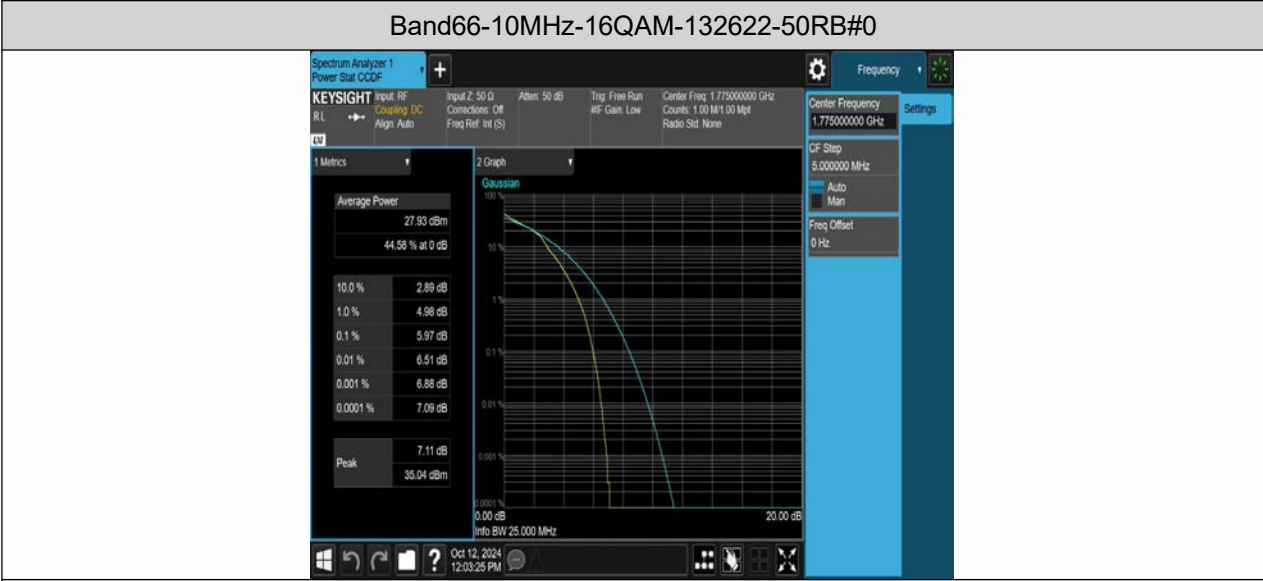 Band66-10MHz-16QAM-132622-50RB#0
Spectrum Analyzer 1
Power Stat CCDF
+
Frequency
KEYSIGHT
RL
LW
Input: RF
Coupling: DC
Align: Auto
Input Z: 50 Ω
Corrections: Off
Freq Ref: Int (S)
Atten: 50 dB
Trig: Free Run
#IF Gain: Low
Center Freq: 1.775000000 GHz
Counts: 1.00 M/1.00 Mpt
Radio Std: None
Center Frequency
1.775000000 GHz
Settings
CF Step
5.000000 MHz
Auto
Man
Freq Offset
0 Hz
1 Metrics
Average Power
27.93 dBm
44.58 % at 0 dB
10.0 % 2.89 dB
1.0 % 4.98 dB
0.1 % 5.97 dB
0.01 % 6.51 dB
0.001 % 6.88 dB
0.0001 % 7.09 dB
Peak
7.11 dB
35.04 dBm
2 Graph
Gaussian
100 %
10 %
1 %
0.1 %
0.01 %
0.001 %
0.0001 %
0.00 dB
20.00 dB
Info BW 25.000 MHz
?
Oct 12, 2024
12:03:25 PM